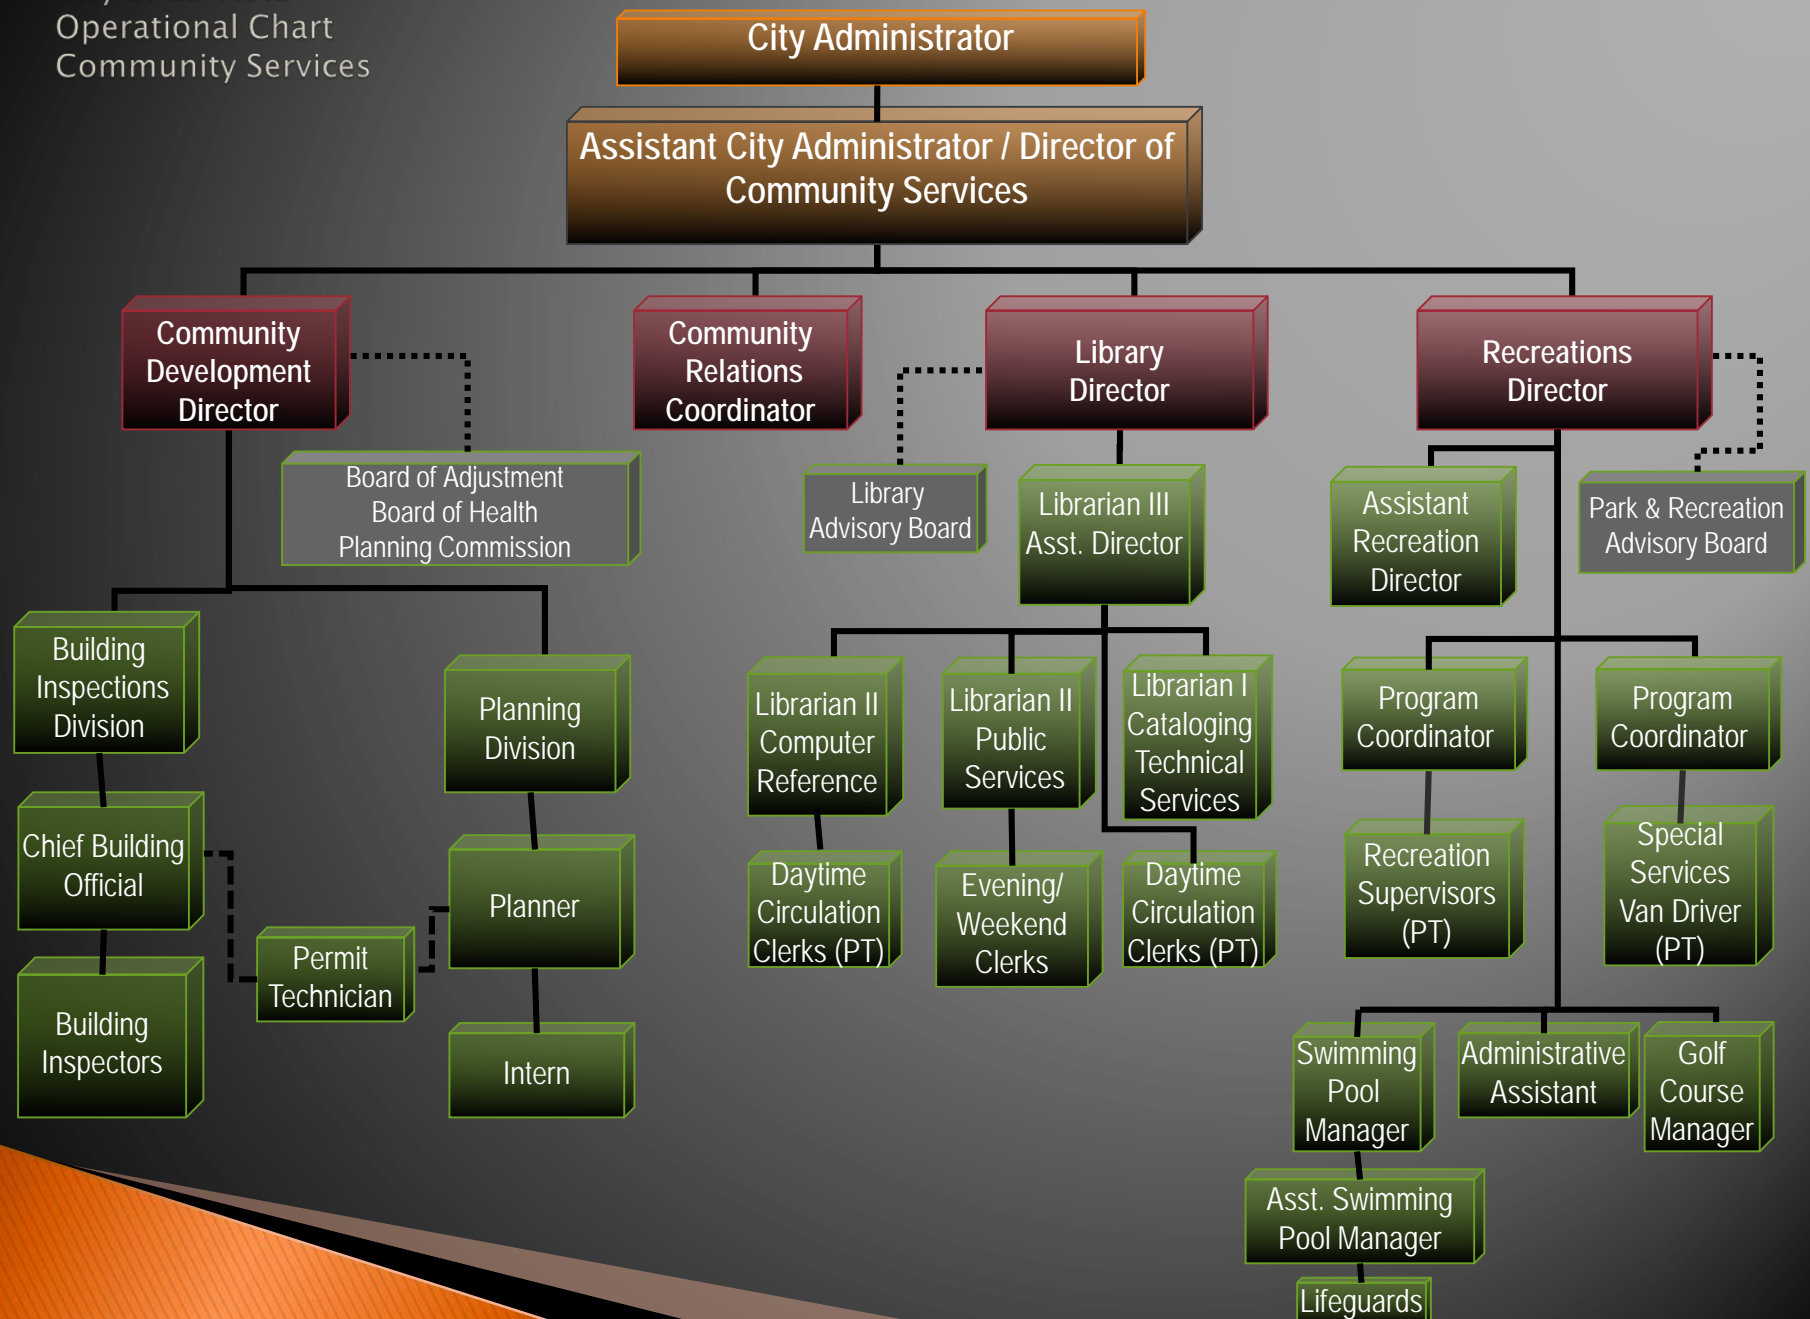 Operational Chart
Community Services
City Administrator
Assistant City Administrator / Director of
Community Services
Community
Development
Director
Community
Relations
Coordinator
Library
Director
Recreations
Director
Board of Adjustment
Board of Health
Planning Commission
Library
Advisory Board
Librarian III
Asst. Director
Assistant
Recreation
Director
Park & Recreation
Advisory Board
Building
Inspections
Division
Planning
Division
Librarian II
Computer
Reference
Librarian II
Public
Services
Librarian I
Cataloging
Technical
Services
Program
Coordinator
Program
Coordinator
Chief Building
Official
Planner
Daytime
Circulation
Clerks (PT)
Evening/
Weekend
Clerks
Daytime
Circulation
Clerks (PT)
Recreation
Supervisors
(PT)
Special
Services
Van Driver
(PT)
Permit
Technician
Building
Inspectors
Intern
Swimming
Pool
Manager
Administrative
Assistant
Golf
Course
Manager
Asst. Swimming
Pool Manager
Lifeguards